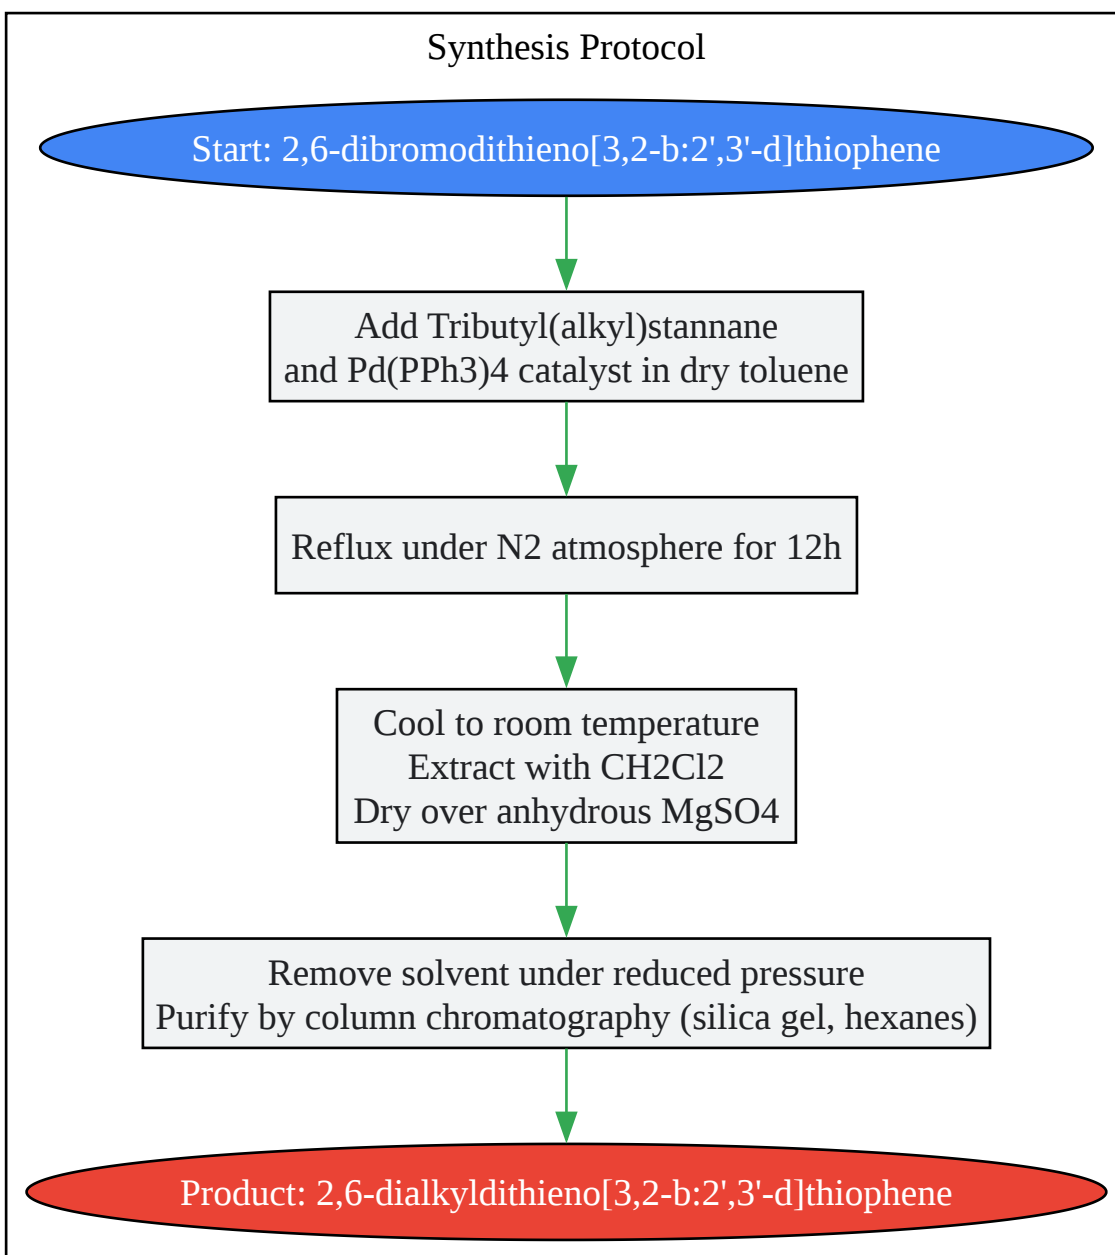 Synthesis Protocol
Start: 2,6-dibromodithieno[3,2-b:2',3'-d]thiophene
Add Tributyl(alkyl)stannane
and Pd(PPh3)4 catalyst in dry toluene
Reflux under N2 atmosphere for 12h
Cool to room temperature
Extract with CH2Cl2
Dry over anhydrous MgSO4
Remove solvent under reduced pressure
Purify by column chromatography (silica gel, hexanes)
Product: 2,6-dialkyldithieno[3,2-b:2',3'-d]thiophene